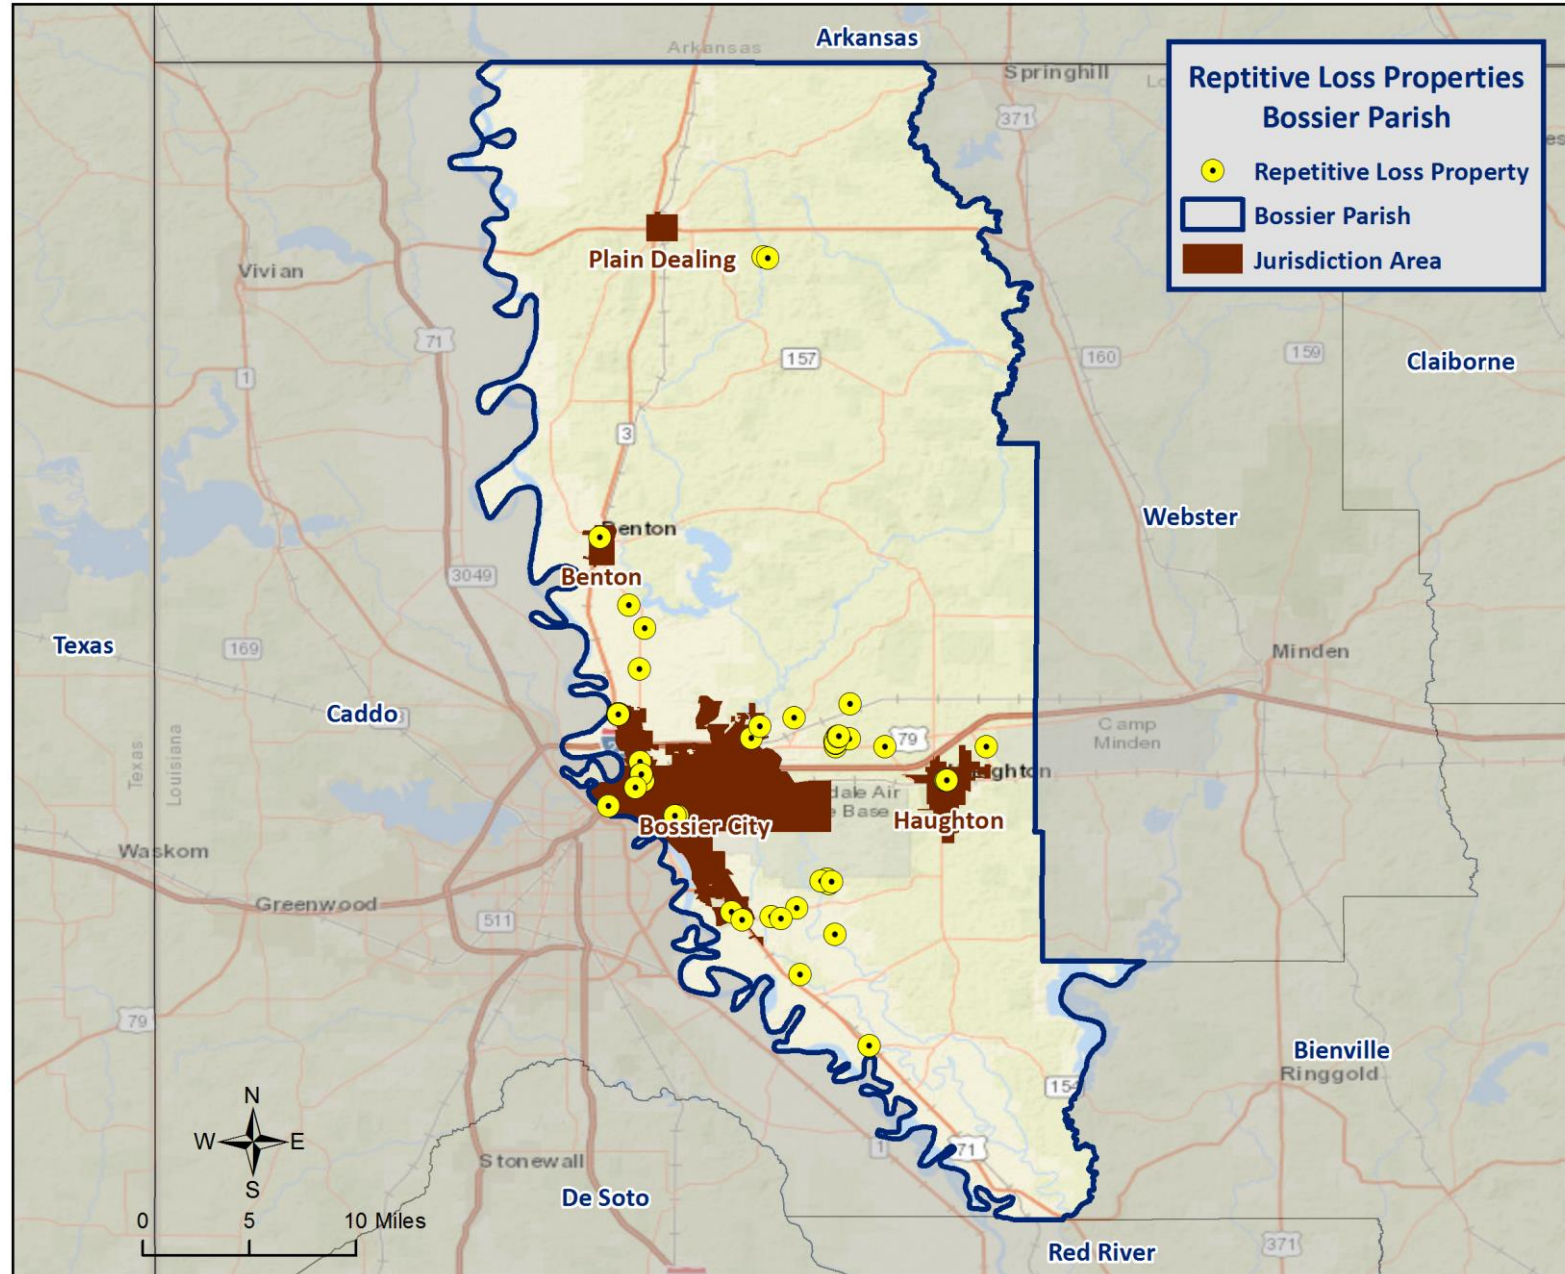 Arkansas
Arkansas
Springhill
Reptitive Loss Properties
Bossier Parish
Repetitive Loss Property
Bossier Parish
Jurisdiction Area
371
Plain Dealing
Vivian
71
157
160
159
1
Claiborne
3
Benton
Webster
Benton
3049
Texas
169
Minden
Caddo
79
Camp
Minden
Texas
Louisiana
Base
Air
Haughton
Bossier City
Waskom
Greenwood
511
79
Bienville
Ringgold
154
N
W E
S
Stonewall
1
71
De Soto
0 5 10 Miles
371
Red River